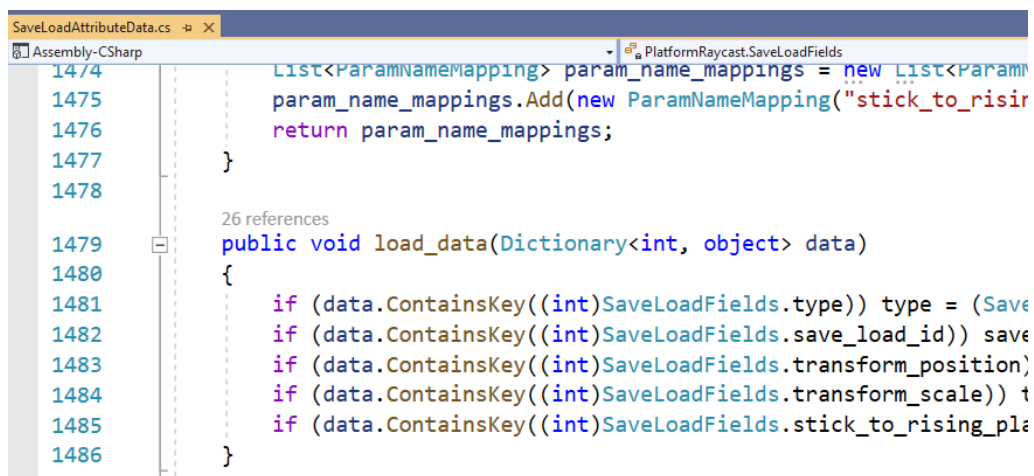 SaveLoadAttributeData.cs
Assembly-CSharp PlatformRaycast.SaveLoadFields
1474 List<ParamNameMapping> param_name_mappings = new List<Param
1475 param_name_mappings.Add(new ParamNameMapping("stick_to_risin
1476 return param_name_mappings;
1477 }
1478
26 references
1479 public void load_data(Dictionary<int, object> data)
1480 {
1481 if (data.ContainsKey((int)SaveLoadFields.type)) type = (Save
1482 if (data.ContainsKey((int)SaveLoadFields.save_load_id)) save
1483 if (data.ContainsKey((int)SaveLoadFields.transform_position)
1484 if (data.ContainsKey((int)SaveLoadFields.transform_scale)) t
1485 if (data.ContainsKey((int)SaveLoadFields.stick_to_rising_pla
1486 }